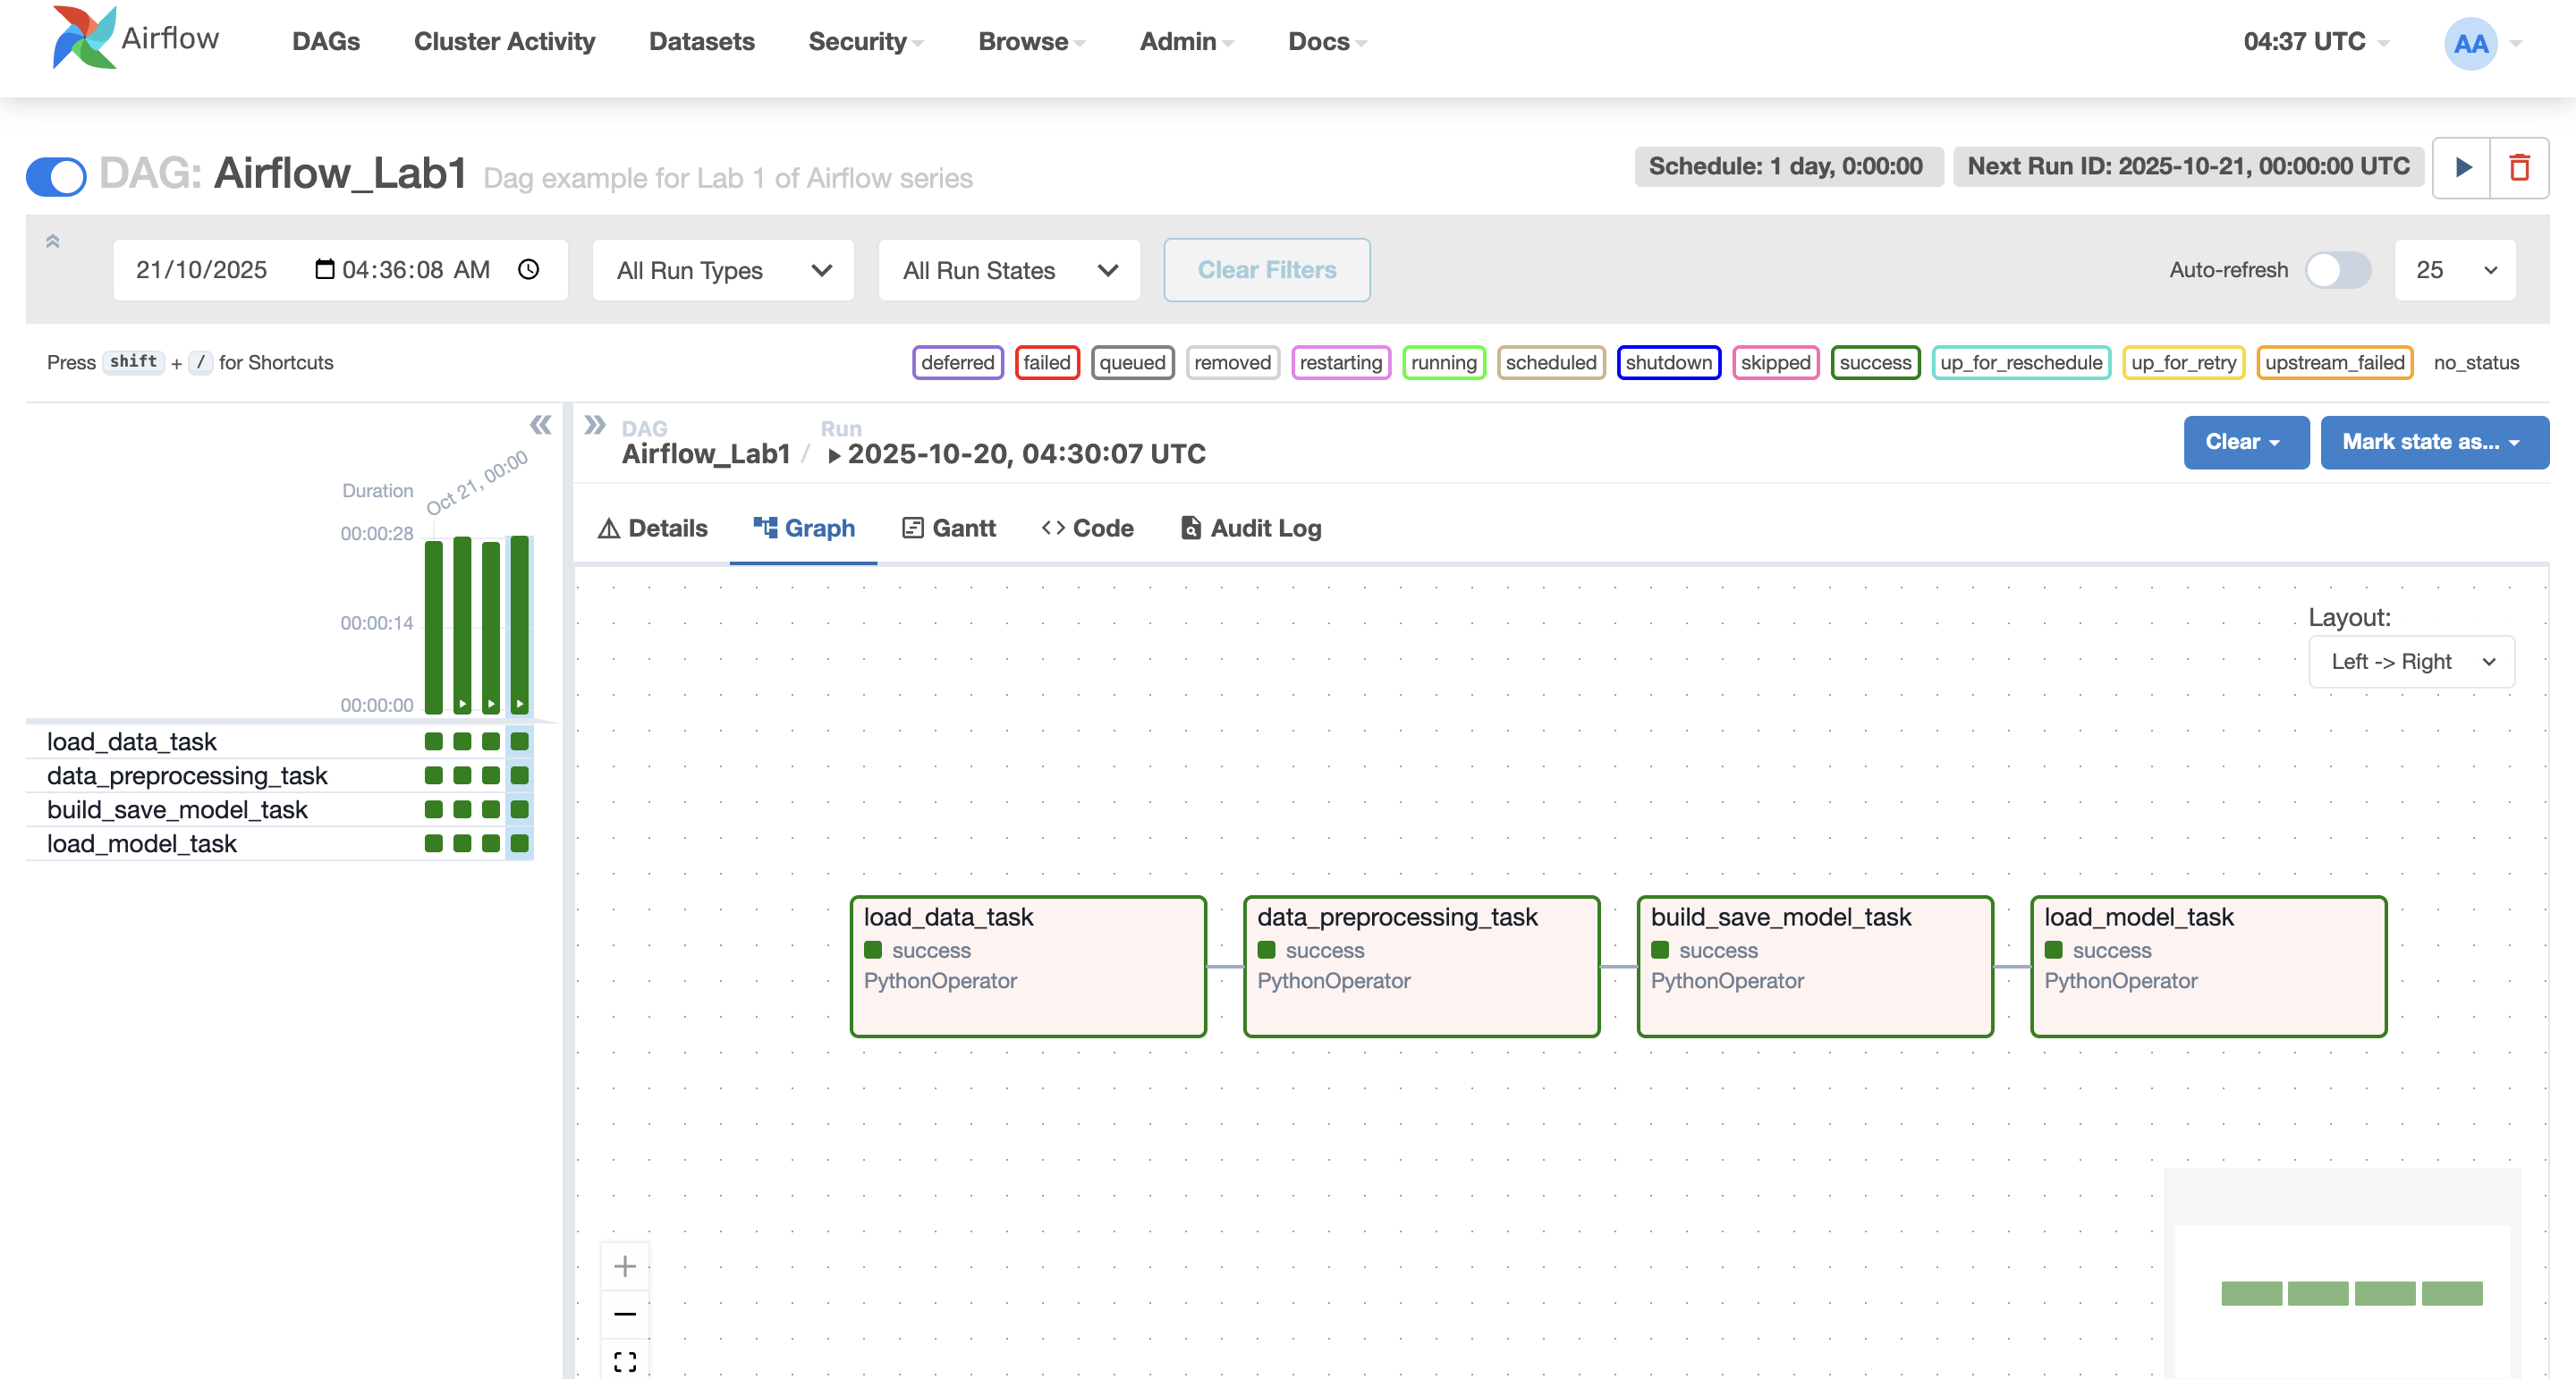 Airflow DAGs Cluster Activity Datasets Security Browse Admin Docs 04:37 UTC AA
DAG: Airflow_Lab1 Dag example for Lab 1 of Airflow series Schedule: 1 day, 0:00:00 Next Run ID: 2025-10-21, 00:00:00 UTC
21/10/2025 04:36:08 AM All Run Types All Run States Clear Filters Auto-refresh 25
Press shift + / for Shortcuts deferred failed queued removed restarting running scheduled shutdown skipped success up_for_reschedule up_for_retry upstream_failed no_status
Duration
Oct 21, 00:00
00:00:28
00:00:14
00:00:00
load_data_task
data_preprocessing_task
build_save_model_task
load_model_task
DAG Run
Airflow_Lab1 / 2025-10-20, 04:30:07 UTC
Clear Mark state as...
Details Graph Gantt Code Audit Log
Layout:
Left -> Right
load_data_task
success
PythonOperator
data_preprocessing_task
success
PythonOperator
build_save_model_task
success
PythonOperator
load_model_task
success
PythonOperator